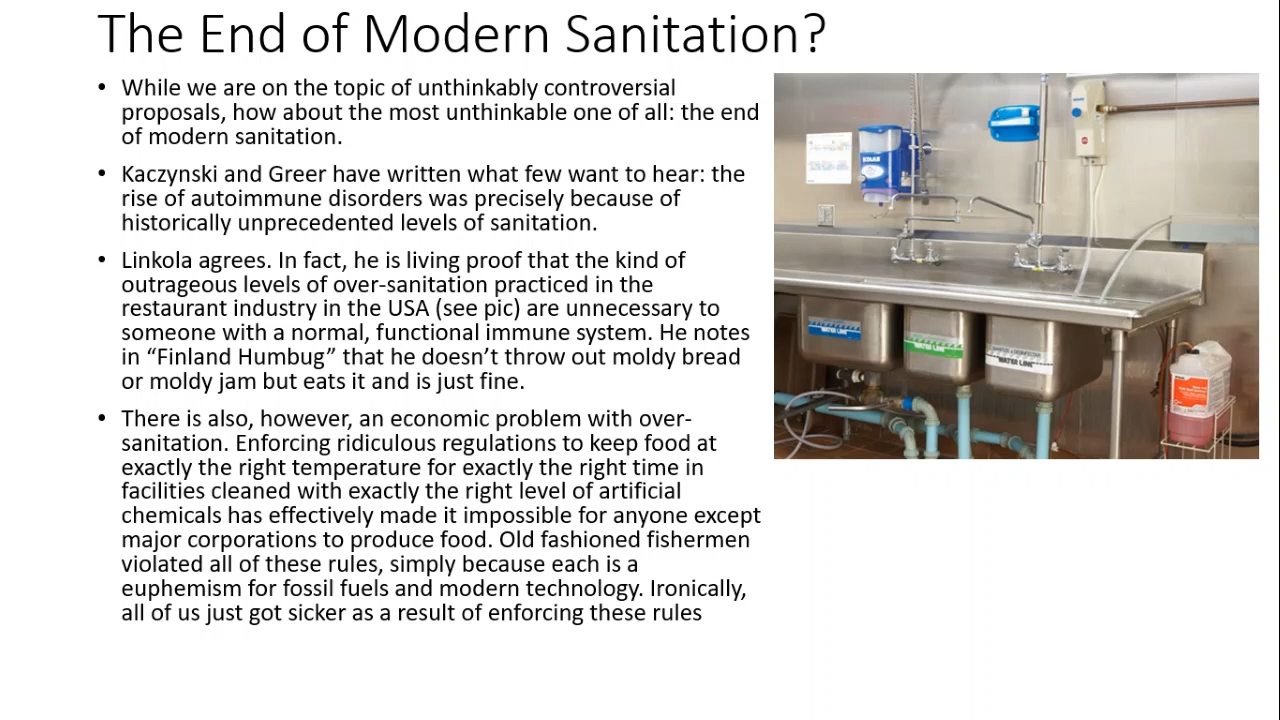 The End of Modern Sanitation?
• While we are on the topic of unthinkably controversial
proposals, how about the most unthinkable one of all: the end
of modern sanitation.
• Kaczynski and Greer have written what few want to hear: the
rise of autoimmune disorders was precisely because of
historically unprecedented levels of sanitation.
• Linkola agrees. In fact, he is living proof that the kind of
outrageous levels of over-sanitation practiced in the
restaurant industry in the USA (see pic) are unnecessary to
someone with a normal, functional immune system. He notes
in “Finland Humbug” that he doesn’t throw out moldy bread
or moldy jam but eats it and is just fine.
• There is also, however, an economic problem with over-
sanitation. Enforcing ridiculous regulations to keep food at
exactly the right temperature for exactly the right time in
facilities cleaned with exactly the right level of artificial
chemicals has effectively made it impossible for anyone except
major corporations to produce food. Old fashioned fishermen
violated all of these rules, simply because each is a
euphemism for fossil fuels and modern technology. Ironically,
all of us just got sicker as a result of enforcing these rules
ECOLAB
WATER LINE
WATER LINE
WATER LINE